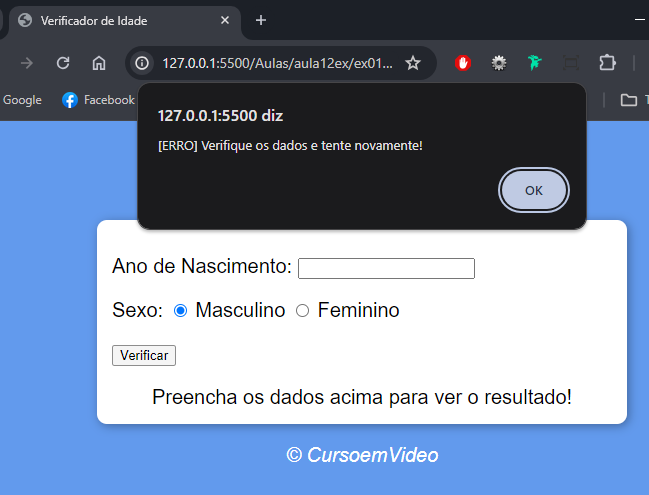 Verificador de Idade
127.0.0.1:5500/Aulas/aula12ex/ex01...
Google
Facebook
127.0.0.1:5500 diz
[ERRO] Verifique os dados e tente novamente!
OK
Ano de Nascimento:
Sexo: Masculino Feminino
Verificar
Preencha os dados acima para ver o resultado!
© CursoemVideo